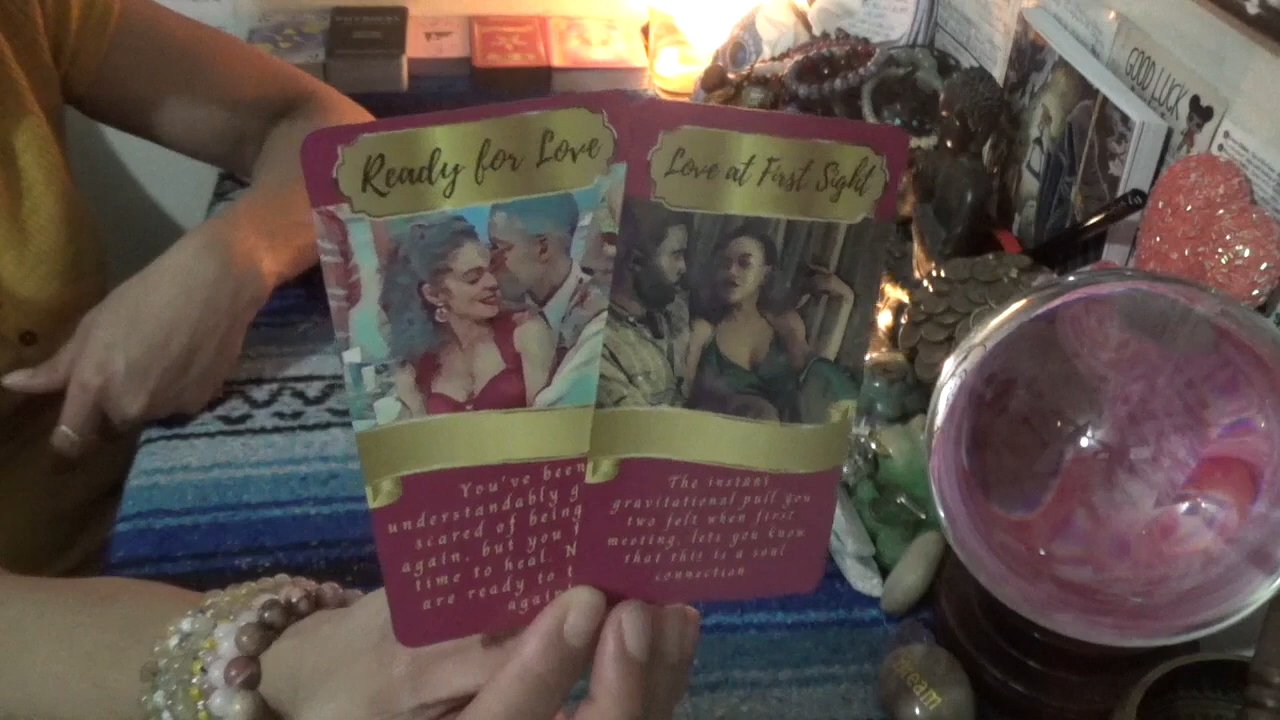 Ready for Love
You've been
understandably g
scared of being
again, but you
time to heal. N
are ready to t
again
Love at First Sight
The instant
gravitational pull you
two felt when first
meeting, lets you know
that this is a soul
connection
GOOD LUCK
Dream